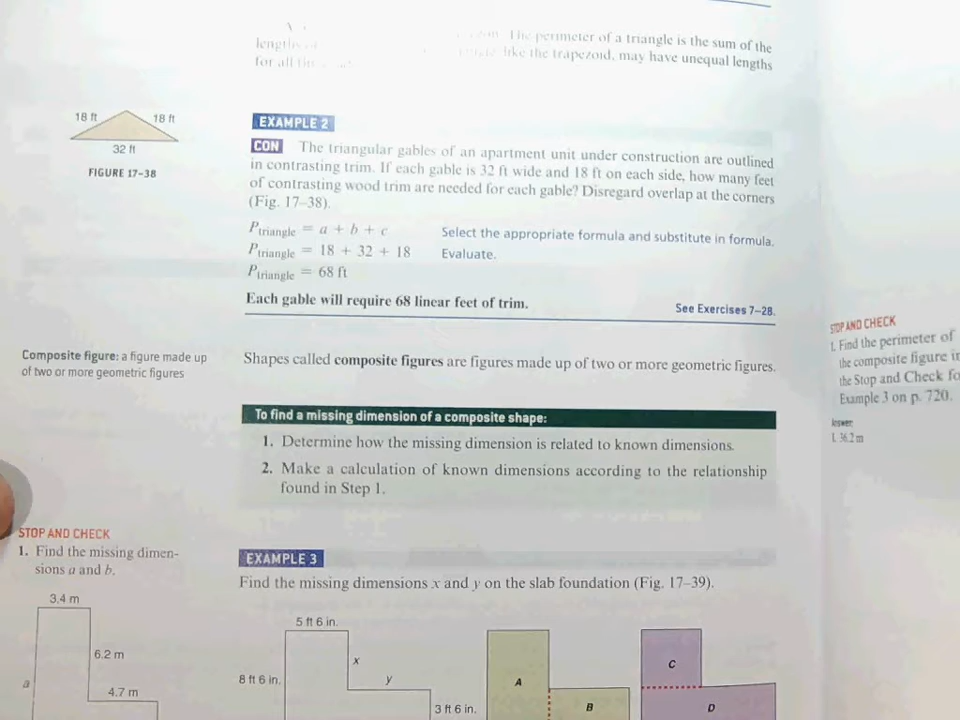 The perimeter of a triangle is the sum of the
like the trapezoid, may have unequal lengths
for all
18 ft
18 ft
32 ft
FIGURE 17–38
EXAMPLE 2
CON The triangular gables of an apartment unit under construction are outlined
in contrasting trim. If each gable is 32 ft wide and 18 ft on each side, how many feet
of contrasting wood trim are needed for each gable? Disregard overlap at the corners
(Fig. 17–38).
Ptriangle = a + b + c Select the appropriate formula and substitute in formula.
Ptriangle = 18 + 32 + 18 Evaluate.
Ptriangle = 68 ft
Each gable will require 68 linear feet of trim. See Exercises 7–28.
Composite figure: a figure made up
of two or more geometric figures
Shapes called composite figures are figures made up of two or more geometric figures.
To find a missing dimension of a composite shape:
1. Determine how the missing dimension is related to known dimensions.
2. Make a calculation of known dimensions according to the relationship
found in Step 1.
STOP AND CHECK
1. Find the missing dimen-
sions a and b.
3.4 m
6.2 m
a
4.7 m
EXAMPLE 3
Find the missing dimensions x and y on the slab foundation (Fig. 17–39).
5 ft 6 in.
x
8 ft 6 in.
y
3 ft 6 in.
A
B
C
D
STOP AND CHECK
1. Find the perimeter of
the composite figure in
the Stop and Check fo
Example 3 on p. 720.
Answer:
1. 36.2 m